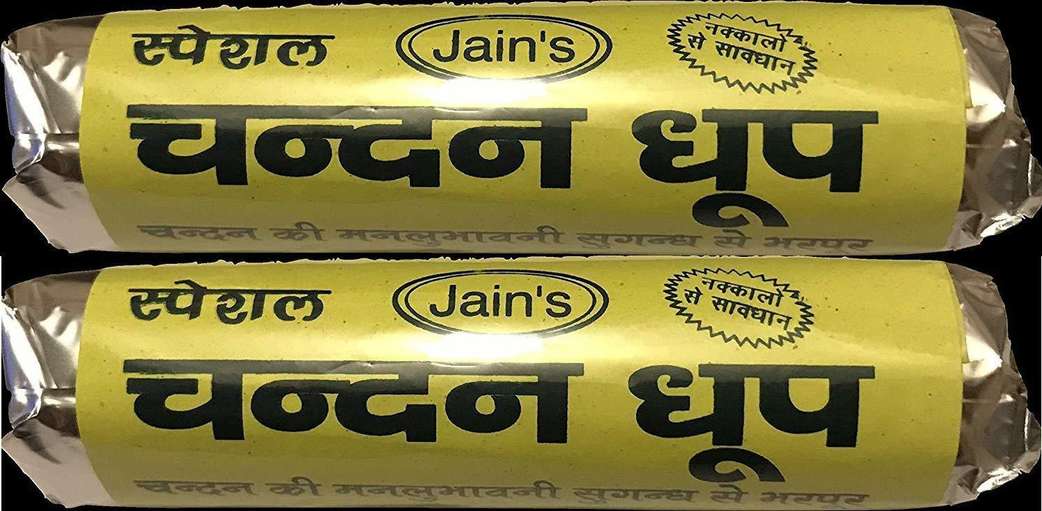 स्पेशल
Jain's
नक्कालों
से सावधान
चन्दन धूप
चन्दन की मनलुभावनी सुगन्ध से भरपूर
स्पेशल
Jain's
नक्कालों
से सावधान
चन्दन धूप
चन्दन की मनलुभावनी सुगन्ध से भरपूर